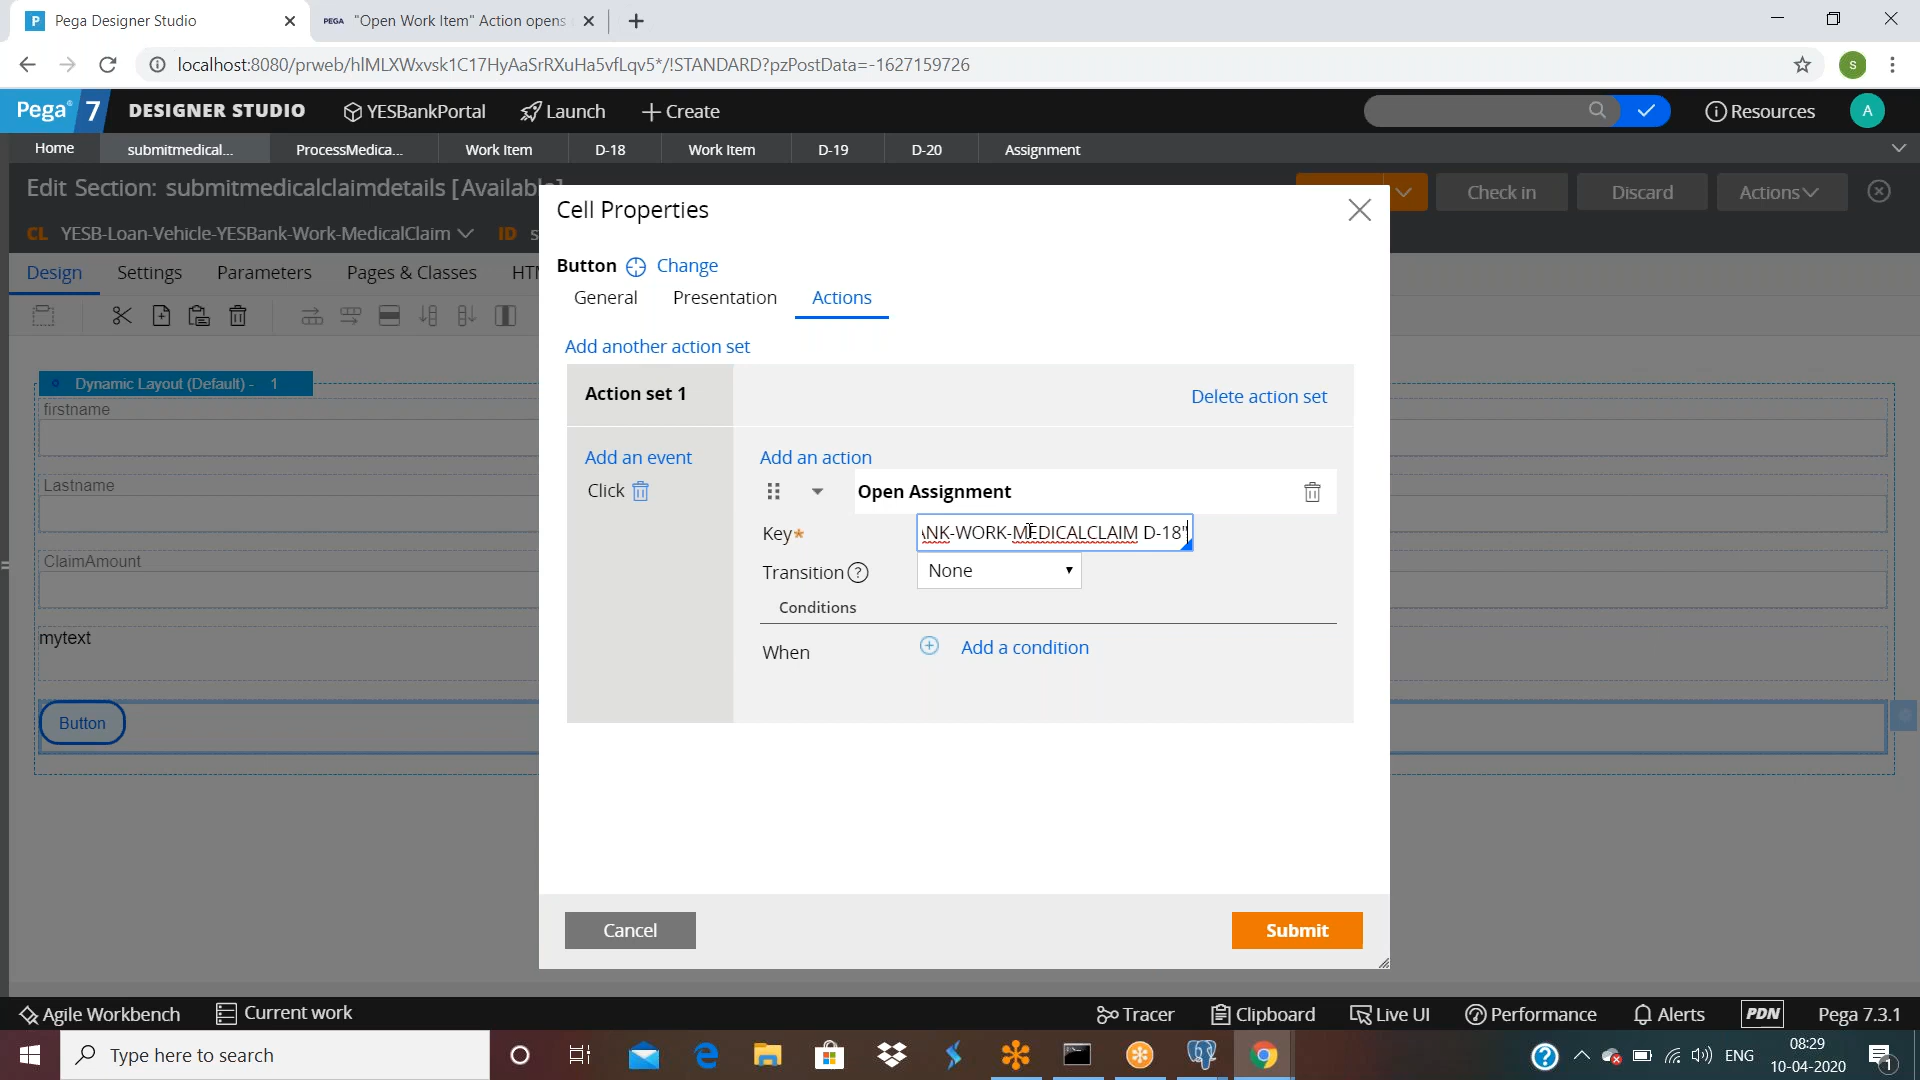 Pega Designer Studio
PEGA "Open Work Item" Action opens
localhost:8080/prweb/hlMLXWxvsk1C17HyAaSrRXuHa5vfLqv5*/!STANDARD?pzPostData=-1627159726
S
Pega 7 DESIGNER STUDIO YESBankPortal Launch Create Resources A
Home submitmedical... ProcessMedica... Work Item D-18 Work Item D-19 D-20 Assignment
Edit Section: submitmedicalclaimdetails [Available]
Check in Discard Actions
CL YESB-Loan-Vehicle-YESBank-Work-MedicalClaim ID s
Design Settings Parameters Pages & Classes HTM
Dynamic Layout (Default) - 1
firstname
Lastname
ClaimAmount
mytext
Button
Cell Properties
Button Change
General Presentation Actions
Add another action set
Action set 1 Delete action set
Add an event Add an action
Click Open Assignment
Key* ANK-WORK-MEDICALCLAIM D-18"
Transition ? None
Conditions
When Add a condition
Cancel Submit
Agile Workbench Current work Tracer Clipboard Live UI Performance Alerts PDN Pega 7.3.1
Type here to search
ENG
08:29
10-04-2020
1